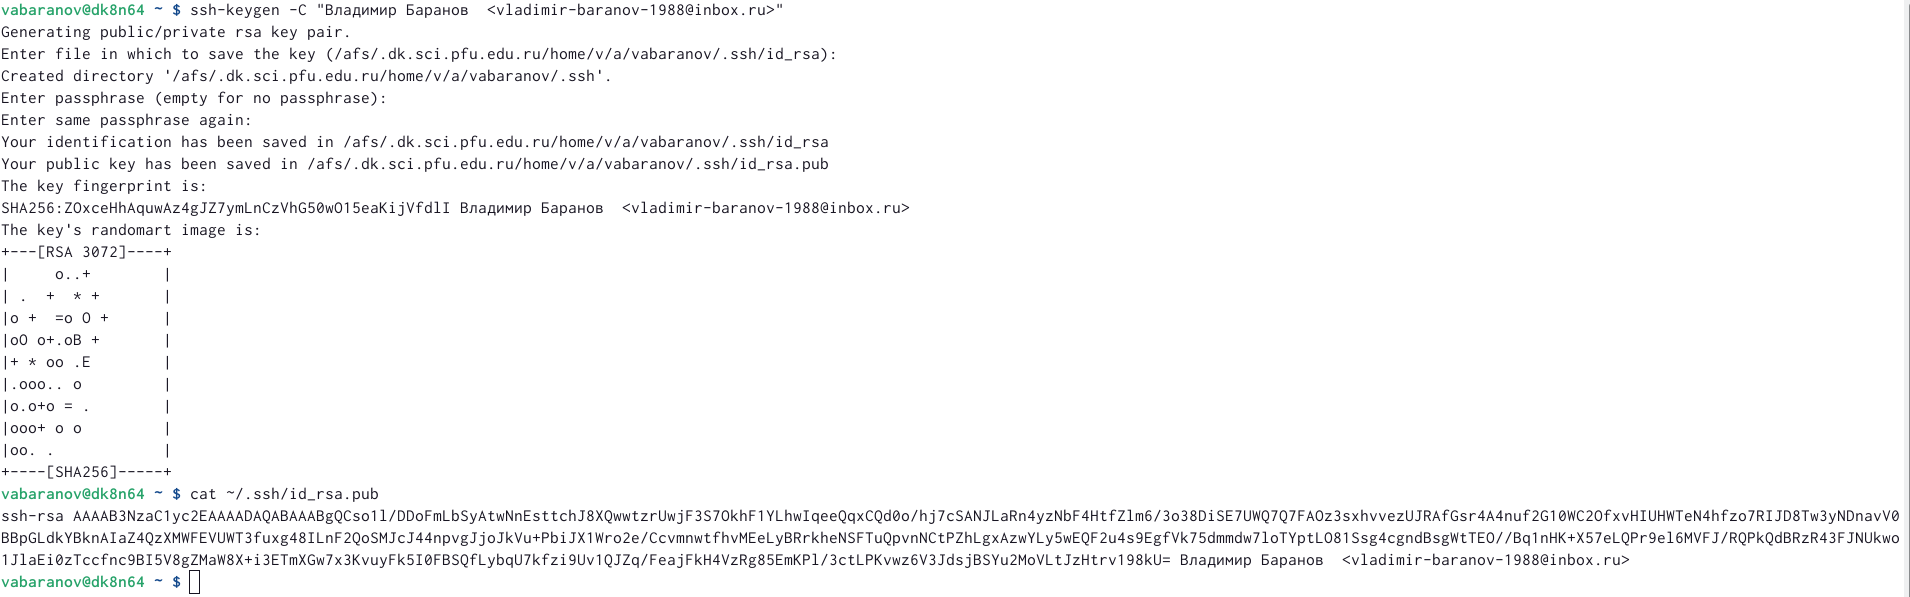 vabaranov@dk8n64 ~ $ ssh-keygen -C "Владимир Баранов  <vladimir-baranov-1988@inbox.ru>"
Generating public/private rsa key pair.
Enter file in which to save the key (/afs/.dk.sci.pfu.edu.ru/home/v/a/vabaranov/.ssh/id_rsa):
Created directory '/afs/.dk.sci.pfu.edu.ru/home/v/a/vabaranov/.ssh'.
Enter passphrase (empty for no passphrase):
Enter same passphrase again:
Your identification has been saved in /afs/.dk.sci.pfu.edu.ru/home/v/a/vabaranov/.ssh/id_rsa
Your public key has been saved in /afs/.dk.sci.pfu.edu.ru/home/v/a/vabaranov/.ssh/id_rsa.pub
The key fingerprint is:
SHA256:ZOxceHhAquwAz4gJZ7ymLnCzVhG50wO15eaKijVfdlI Владимир Баранов  <vladimir-baranov-1988@inbox.ru>
The key's randomart image is:
+---[RSA 3072]----+
|     o..+        |
| .  +  * +       |
|o +  =o O +      |
|oO o+.oB +       |
|+ * oo .E        |
|.ooo.. o         |
|o.o+o = .        |
|ooo+ o o         |
|oo. .            |
+----[SHA256]-----+
vabaranov@dk8n64 ~ $ cat ~/.ssh/id_rsa.pub
ssh-rsa AAAAB3NzaC1yc2EAAAADAQABAAABgQCso1l/DDoFmLbSyAtwNnEsttchJ8XQwwtzrUwjF3S7OkhF1YLhwIqeeQqxCQd0o/hj7cSANJLaRn4yzNbF4HtfZlm6/3o38DiSE7UWQ7Q7FAOz3sxhvvezUJRAfGsr4A4nuf2G10WC2OfxvHIUHWTeN4hfzo7RIJD8Tw3yNDnavV0
BBpGLdkYBknAIaZ4QzXMWFEVUWT3fuxg48ILnF2QoSMJcJ44npvgJjoJkVu+PbiJX1Wro2e/CcvmnwtfhvMEeLyBRrkheNSFTuQpvnNCtPZhLgxAzwYLy5wEQF2u4s9EgfVk75dmmdw7loTYptLO81Ssg4cgndBsgWtTEO//Bq1nHK+X57eLQPr9el6MVFJ/RQPkQdBRzR43FJNUkwo
1JlaEi0zTccfnc9BI5V8gZMaW8X+i3ETmXGw7x3KvuyFk5I0FBSQfLybqU7kfzi9Uv1QJZq/FeajFkH4VzRg85EmKPl/3ctLPKvwz6V3JdsjBSYu2MoVLtJzHtrv198kU= Владимир Баранов  <vladimir-baranov-1988@inbox.ru>
vabaranov@dk8n64 ~ $